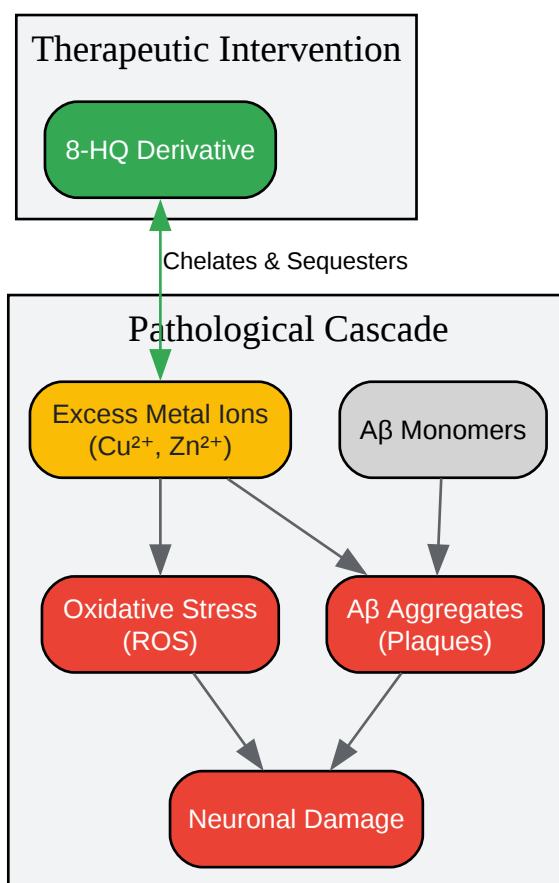 Therapeutic Intervention
8-HQ Derivative
Chelates & Sequesters
Pathological Cascade
Excess Metal Ions
(Cu²⁺, Zn²⁺)
Aβ Monomers
Oxidative Stress
(ROS)
Aβ Aggregates
(Plaques)
Neuronal Damage